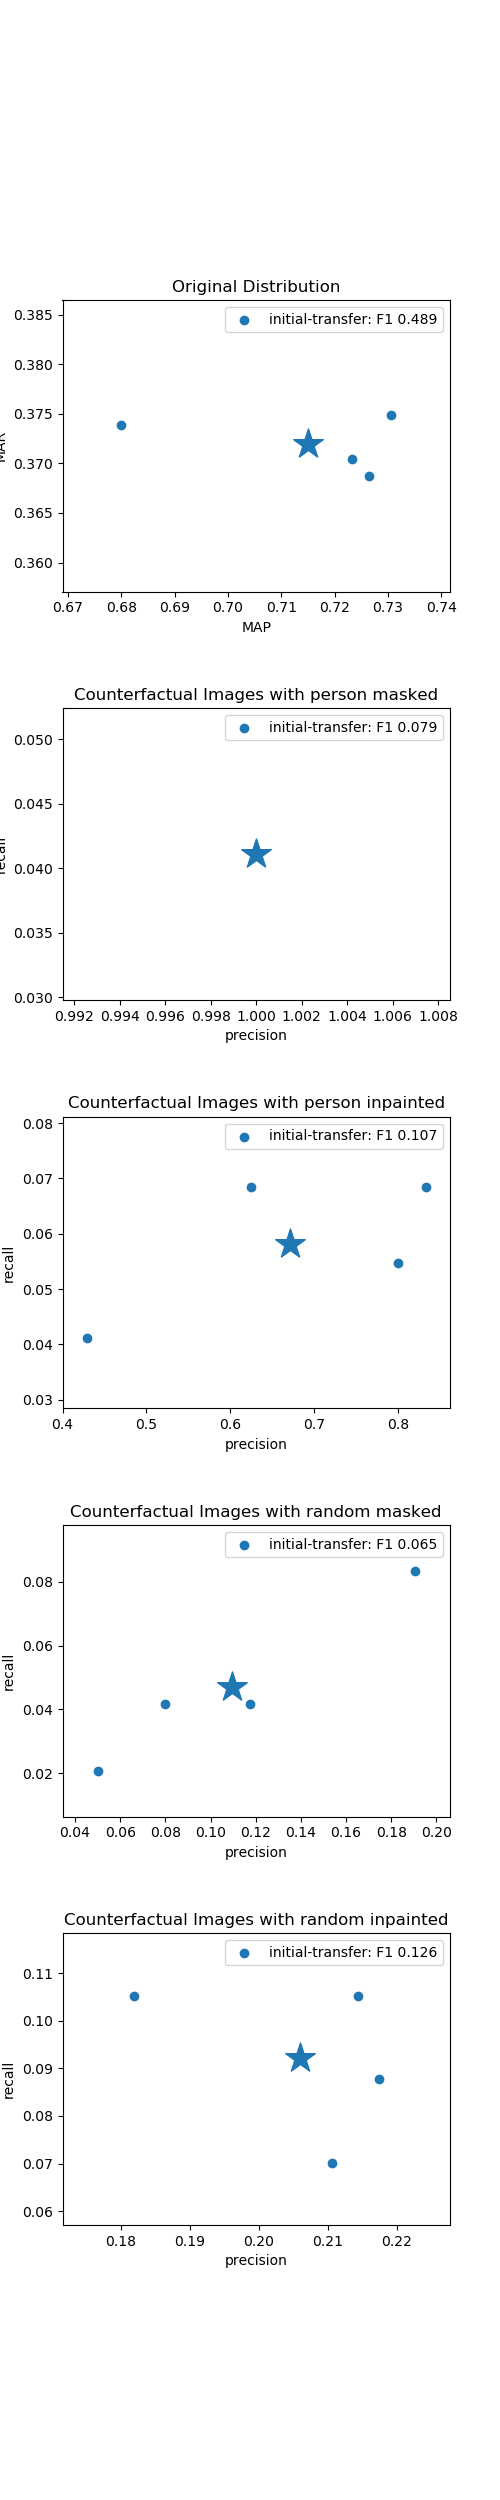 Original Distribution
initial-transfer: F1 0.489
0.385
0.380
0.375
0.370
0.365
0.360
MAR
0.67 0.68 0.69 0.70 0.71 0.72 0.73 0.74
MAP
Counterfactual Images with person masked
initial-transfer: F1 0.079
0.050
0.045
0.040
0.035
0.030
recall
0.992 0.994 0.996 0.998 1.000 1.002 1.004 1.006 1.008
precision
Counterfactual Images with person inpainted
initial-transfer: F1 0.107
0.08
0.07
0.06
0.05
0.04
0.03
recall
0.4 0.5 0.6 0.7 0.8
precision
Counterfactual Images with random masked
initial-transfer: F1 0.065
0.08
0.06
0.04
0.02
recall
0.04 0.06 0.08 0.10 0.12 0.14 0.16 0.18 0.20
precision
Counterfactual Images with random inpainted
initial-transfer: F1 0.126
0.11
0.10
0.09
0.08
0.07
0.06
recall
0.18 0.19 0.20 0.21 0.22
precision